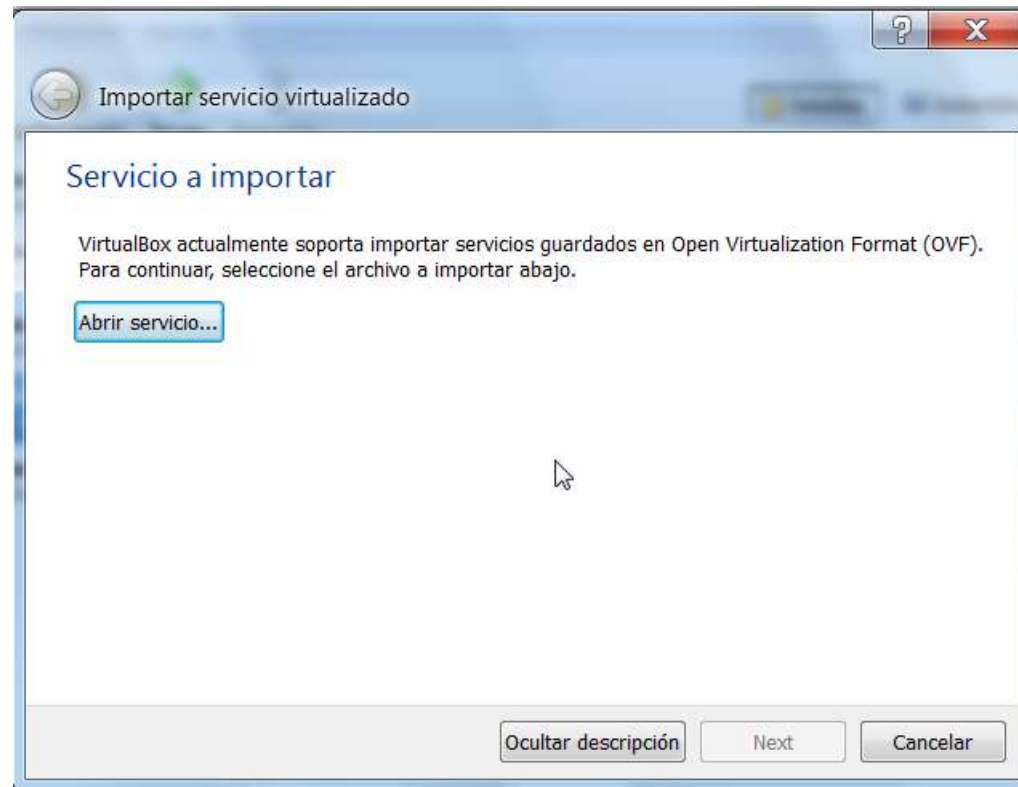 Importar servicio virtualizado
Servicio a importar
VirtualBox actualmente soporta importar servicios guardados en Open Virtualization Format (OVF).
Para continuar, seleccione el archivo a importar abajo.
Abrir servicio...
Ocultar descripción
Next
Cancelar